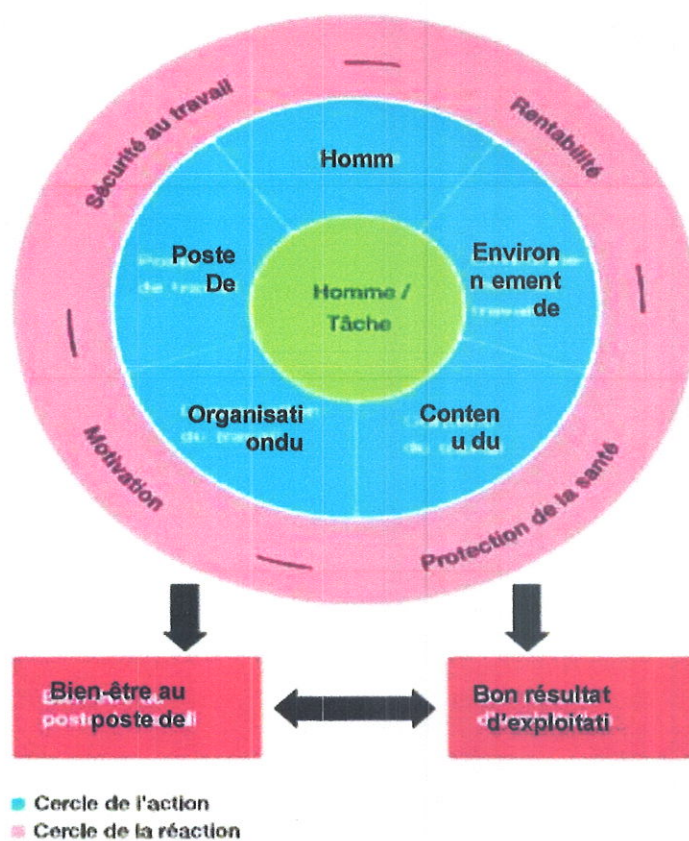 Sécurité au travail
Rentabilité
Homm
Poste
De
Environ
n ement
de
Homme /
Tâche
Organisati
ondu
Conten
u du
Motivation
Protection de la santé
Bien-être au
poste de
Bon résultat
d'exploitati
Cercle de l'action
Cercle de la réaction